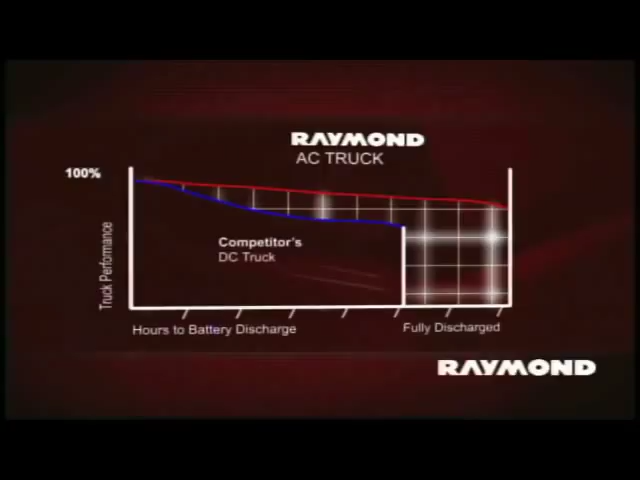 RAYMOND
AC TRUCK
100%
Competitor's
DC Truck
Truck Performance
Hours to Battery Discharge
Fully Discharged
RAYMOND